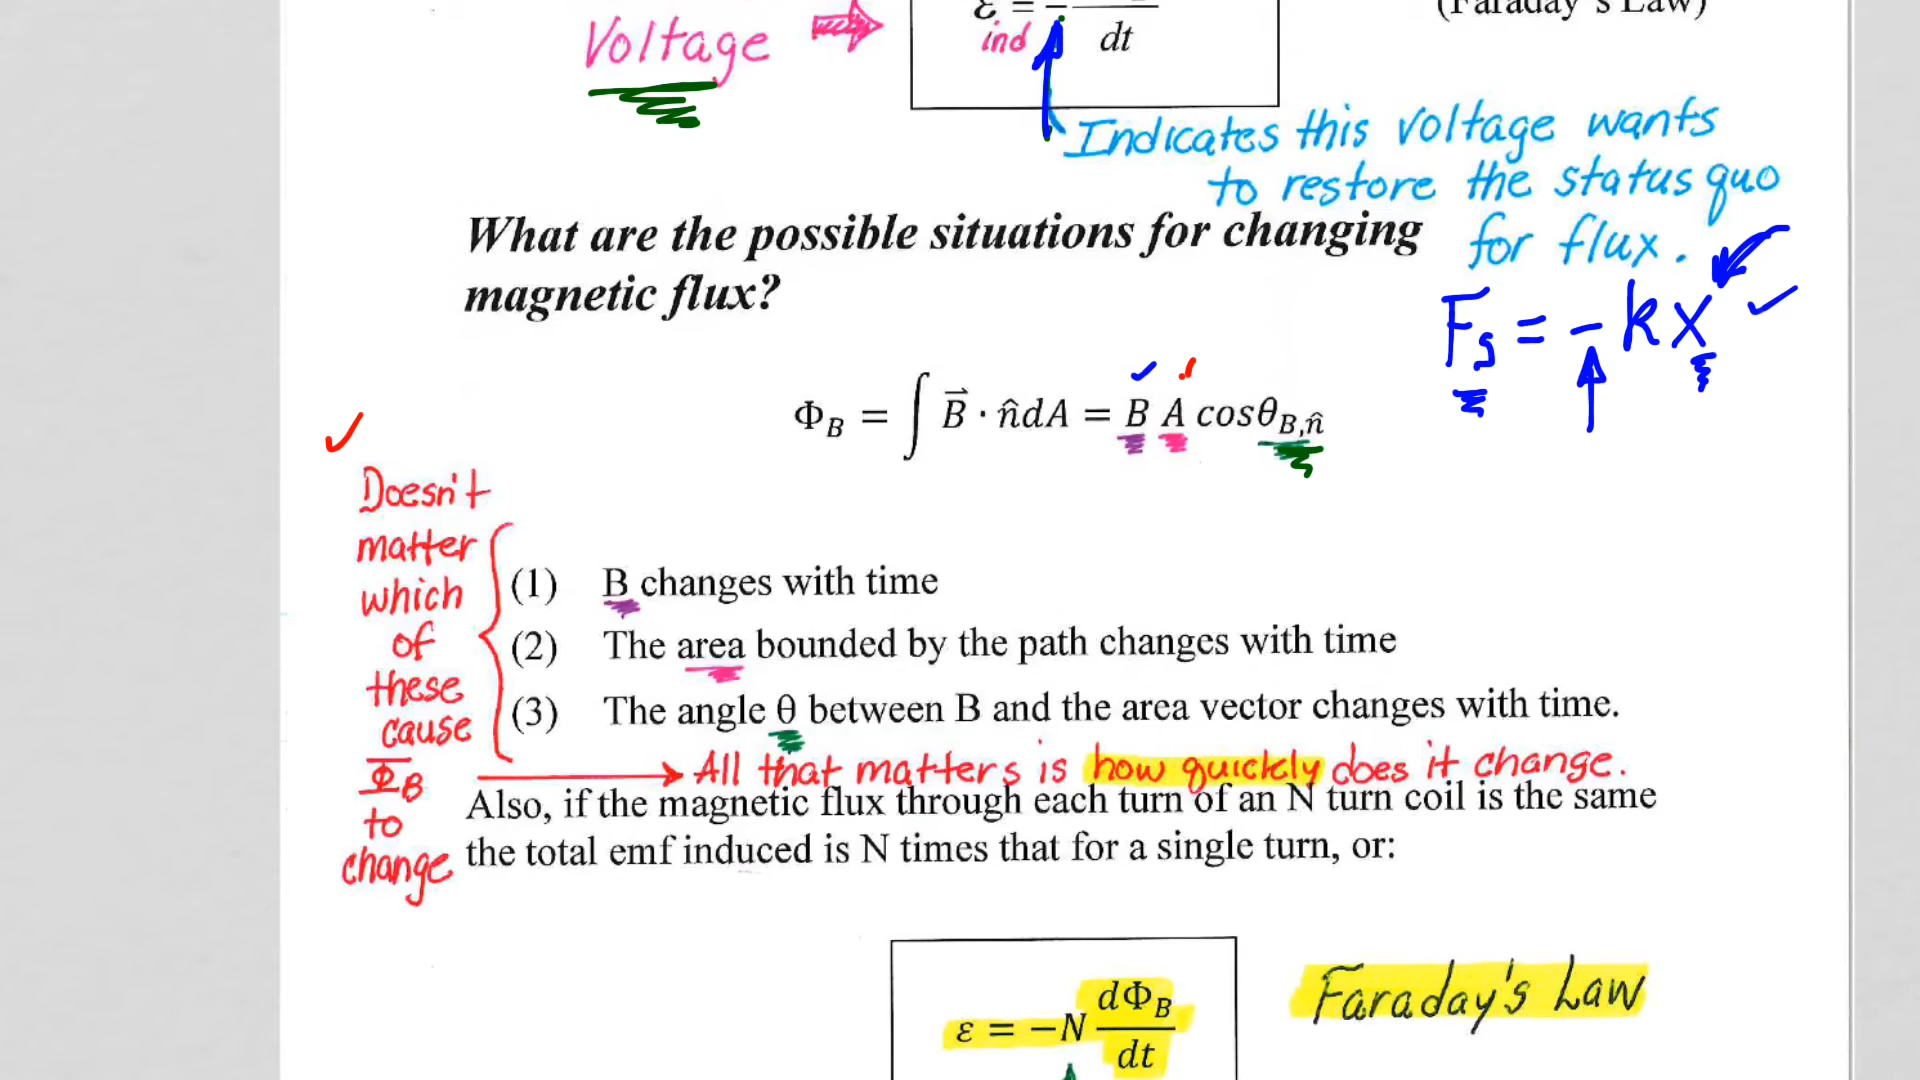 Voltage
ε = -
ind
dt
(Faraday's Law)
Indicates this voltage wants
to restore the status quo
for flux.
What are the possible situations for changing
magnetic flux?
F_s = - k x
Φ_B = ∫ B⃗ · n̂dA = B A cosθ_B,n̂
Doesn't
matter
which
of
these
cause
Φ_B
to
change
(1) B changes with time
(2) The area bounded by the path changes with time
(3) The angle θ between B and the area vector changes with time.
All that matters is how quickly does it change.
Also, if the magnetic flux through each turn of an N turn coil is the same
the total emf induced is N times that for a single turn, or:
ε = −N dΦ_B / dt
Faraday's Law